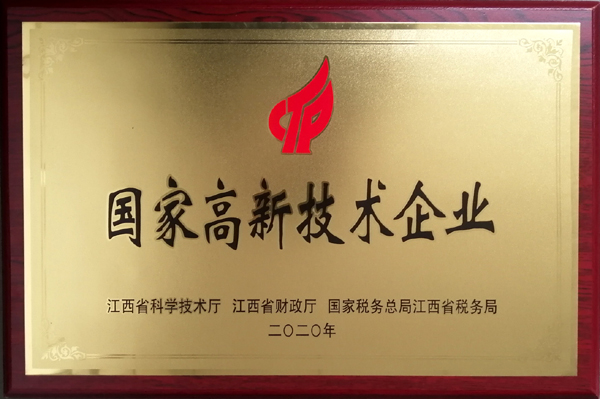 CTP
国家高新技术企业
江西省科学技术厅 江西省财政厅 国家税务总局江西省税务局
二〇二〇年